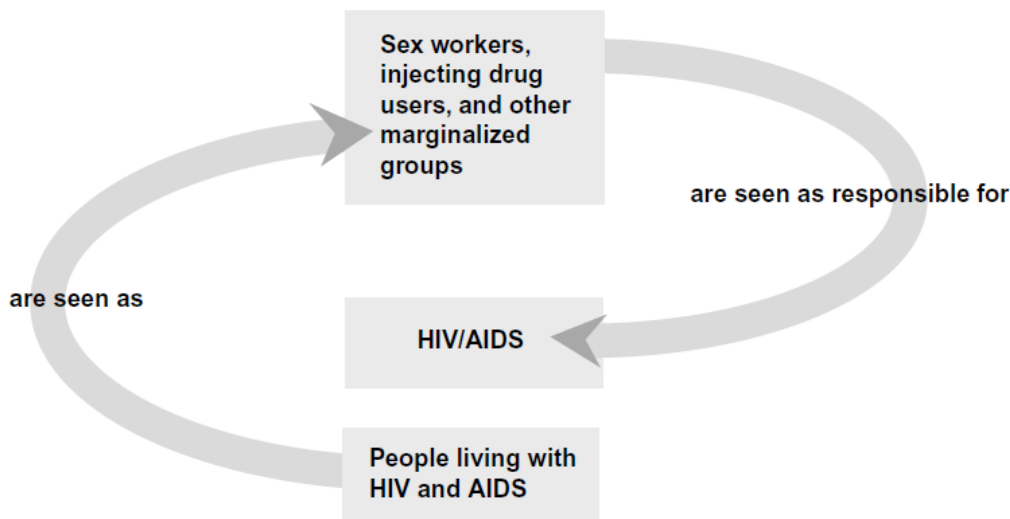 Sex workers,
injecting drug
users, and other
marginalized
groups
are seen as responsible for
are seen as
HIV/AIDS
People living with
HIV and AIDS